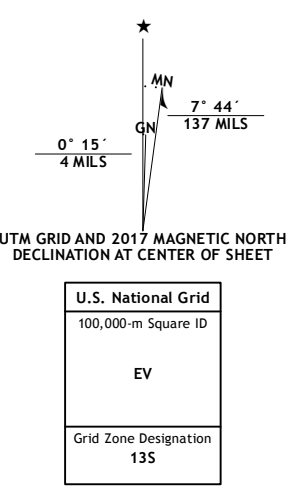 ★
MN
7° 44´
137 MILS
GN
0° 15´
4 MILS
UTM GRID AND 2017 MAGNETIC NORTH
DECLINATION AT CENTER OF SHEET
U.S. National Grid
100,000-m Square ID
EV
Grid Zone Designation
13S